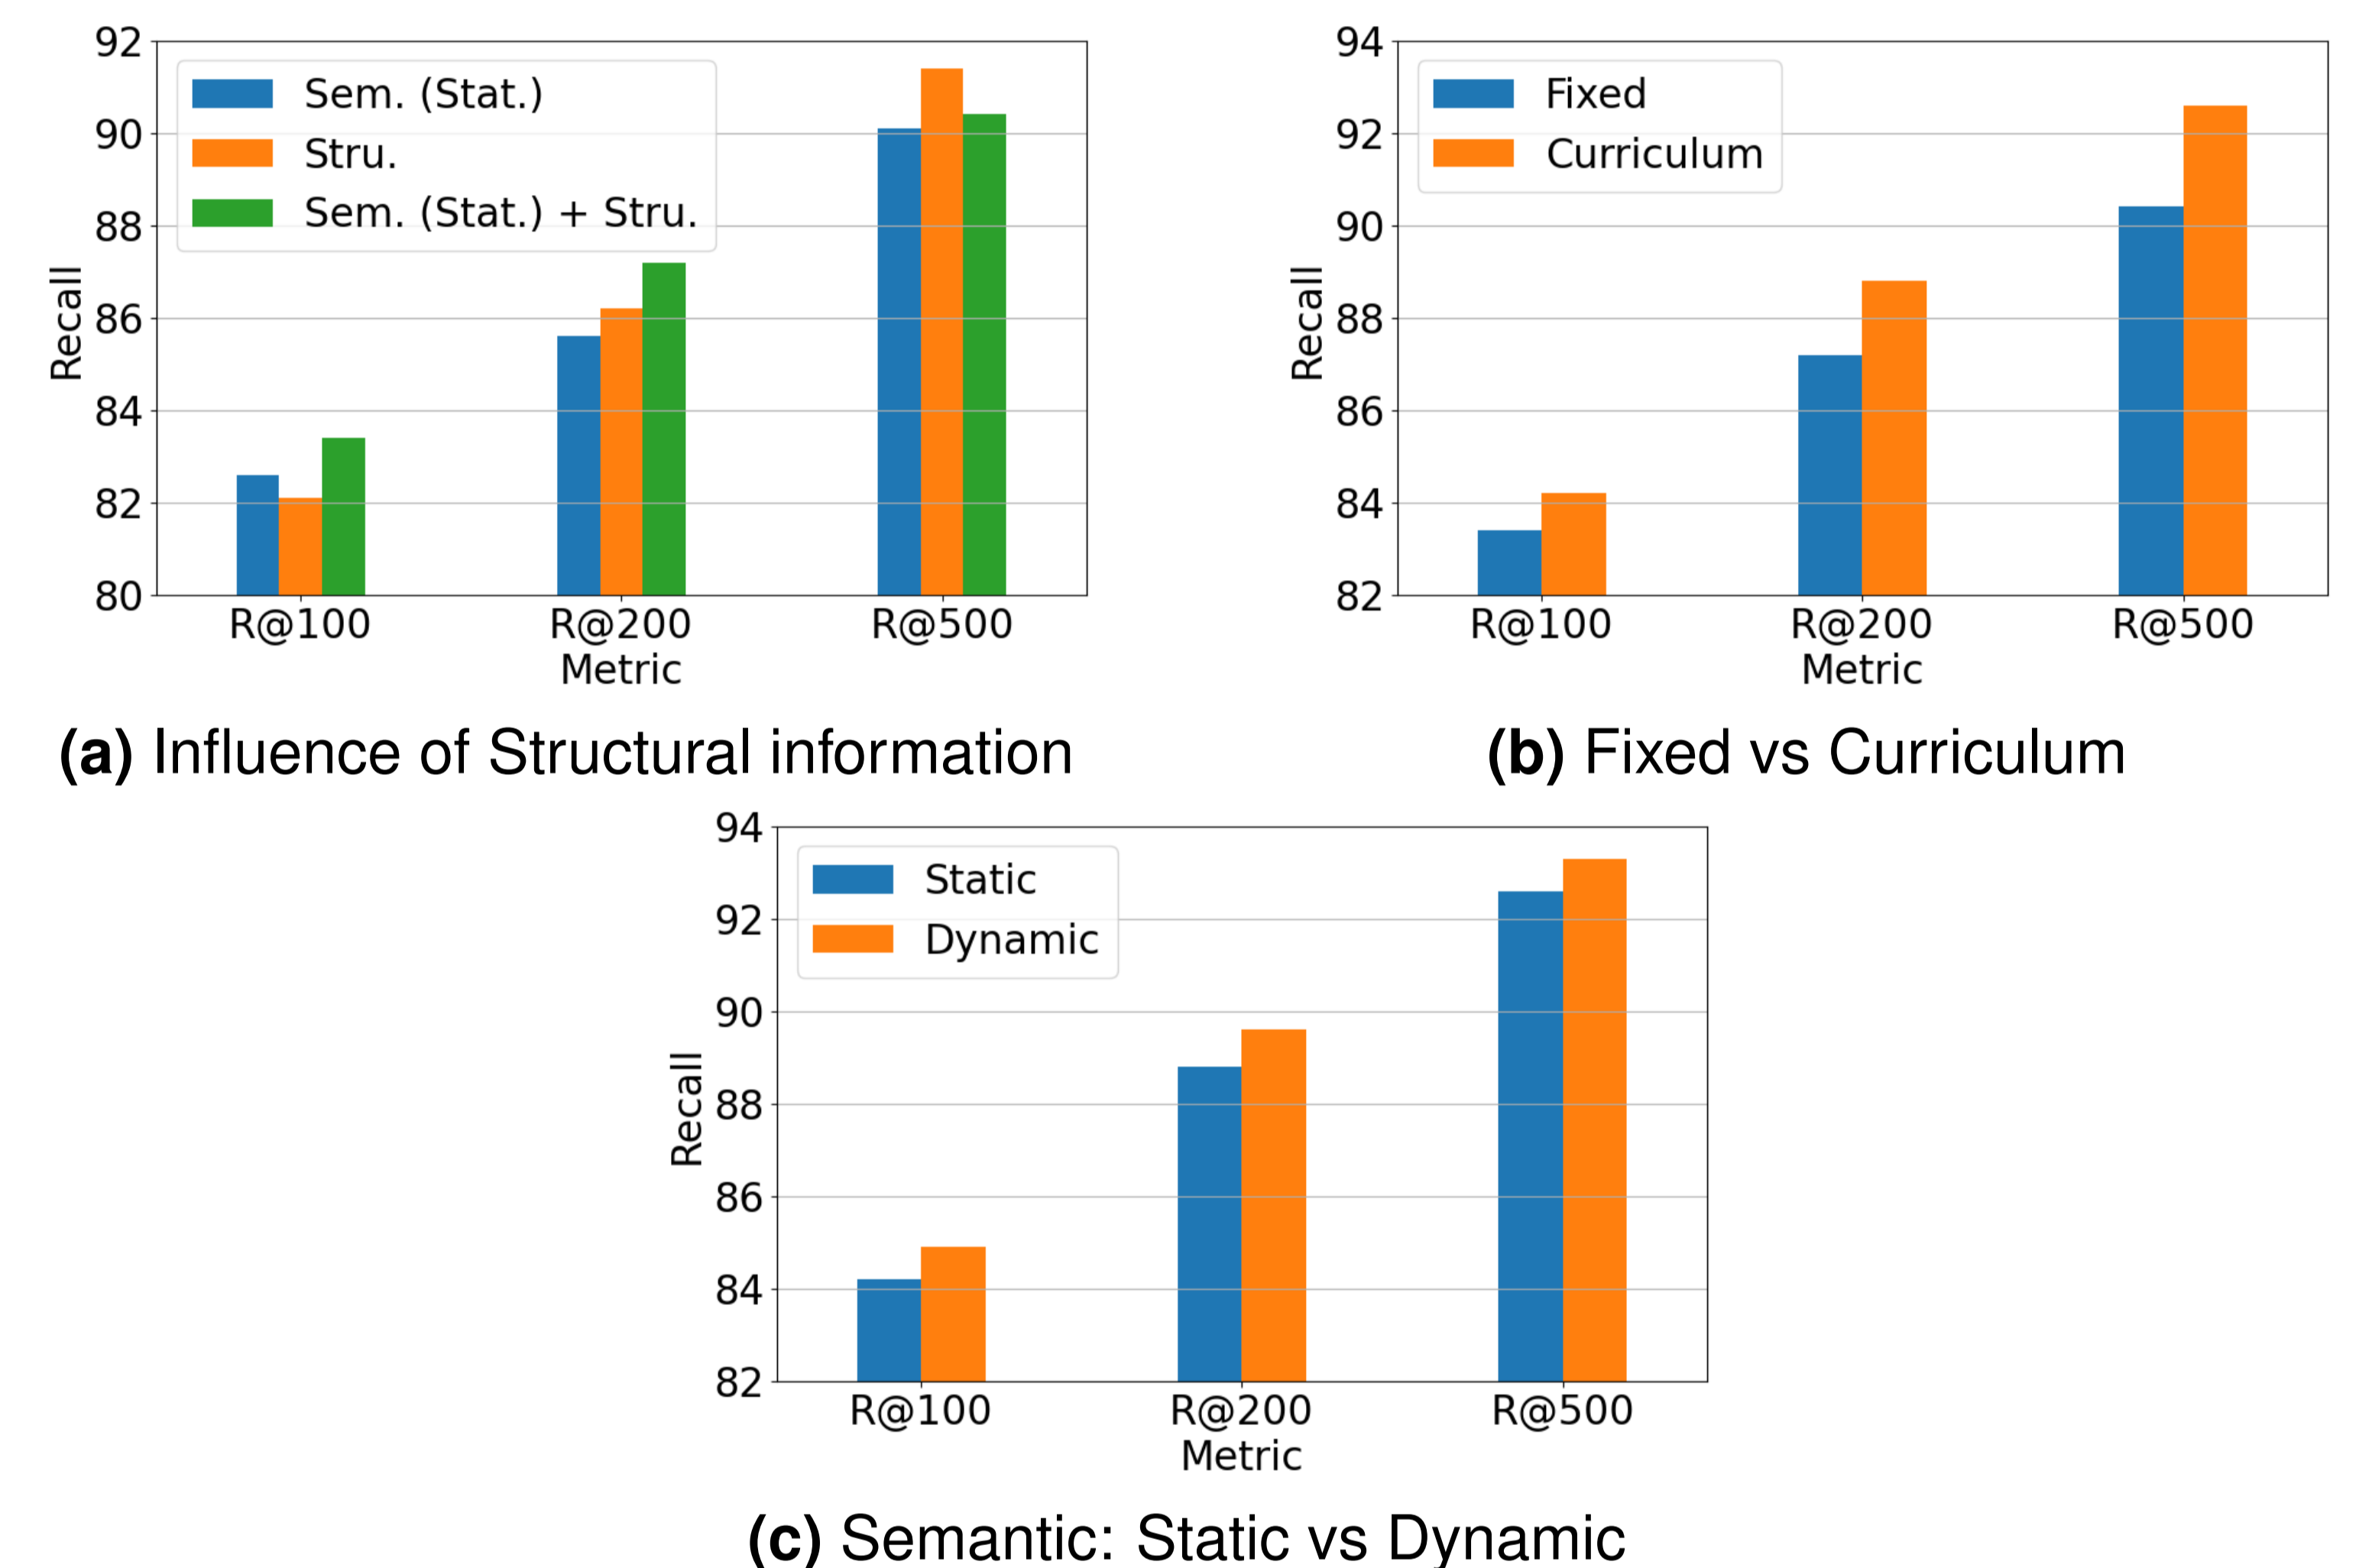 92
90
88
86
84
82
80
Recall
Sem. (Stat.)
Stru.
Sem. (Stat.) + Stru.
R@100 R@200 R@500
Metric
(a) Influence of Structural information
94
92
90
88
86
84
82
Recall
Fixed
Curriculum
R@100 R@200 R@500
Metric
(b) Fixed vs Curriculum
94
92
90
88
86
84
82
Recall
Static
Dynamic
R@100 R@200 R@500
Metric
(c) Semantic: Static vs Dynamic